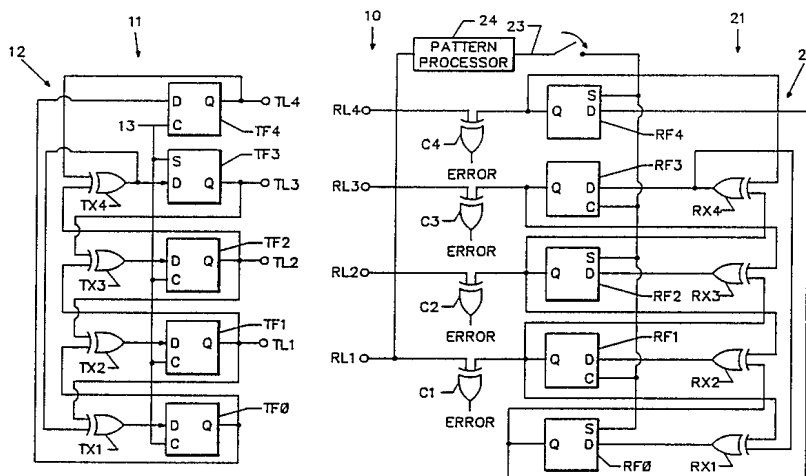 12
11
D Q
C
TL4
13
TF4
TF3
S
D Q
TL3
TX4
TF2
D Q
C
TL2
TX3
TF1
D Q
C
TL1
TX2
TFØ
D Q
C
TX1
10
24
23
21
2
PATTERN
PROCESSOR
RL4
C4
ERROR
Q S
D
RF4
RF3
RL3
C3
ERROR
Q D
C
RX4
RL2
C2
ERROR
S
Q D
RF2
RX3
RF1
RL1
C1
ERROR
Q D
C
RX2
S
Q D
RFØ
RX1